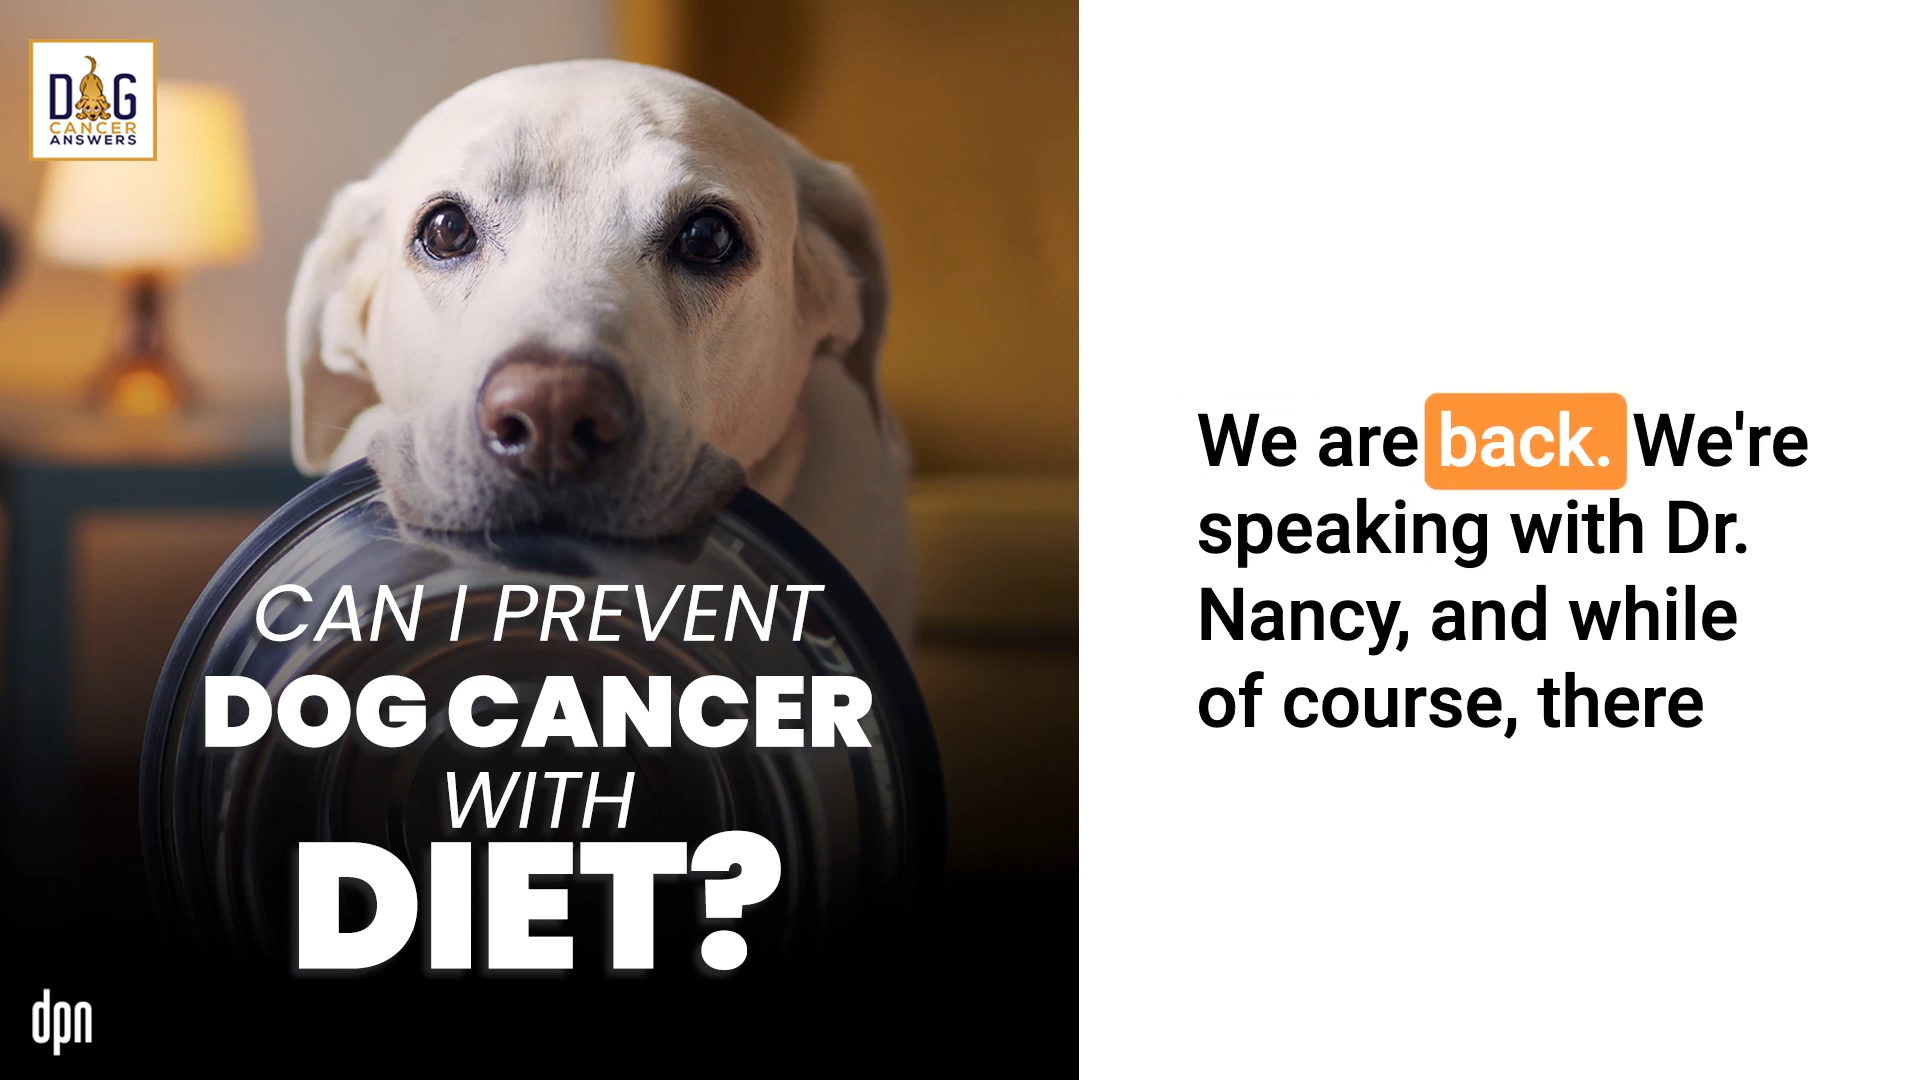 DOG
CANCER
ANSWERS
CAN I PREVENT
DOG CANCER
WITH
DIET?
dpn
We are back. We're
speaking with Dr.
Nancy, and while
of course, there